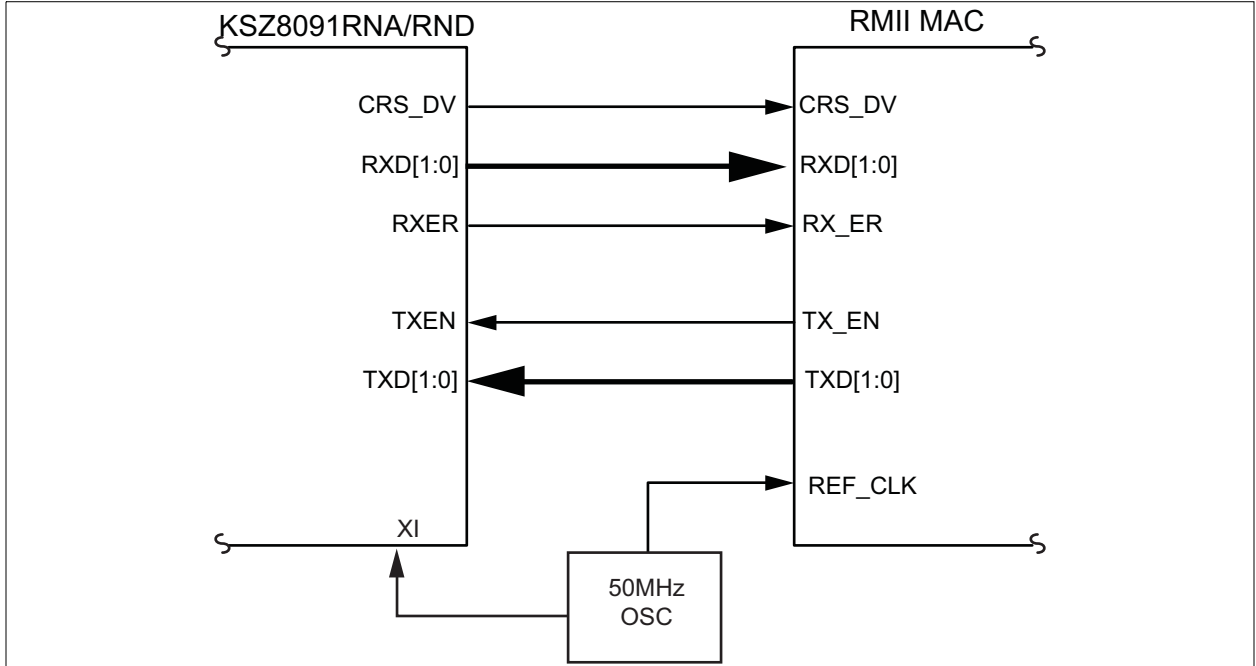 KSZ8091RNA/RND
RMII MAC
CRS_DV
CRS_DV
RXD[1:0]
RXD[1:0]
RXER
RX_ER
TXEN
TX_EN
TXD[1:0]
TXD[1:0]
REF_CLK
XI
50MHz
OSC